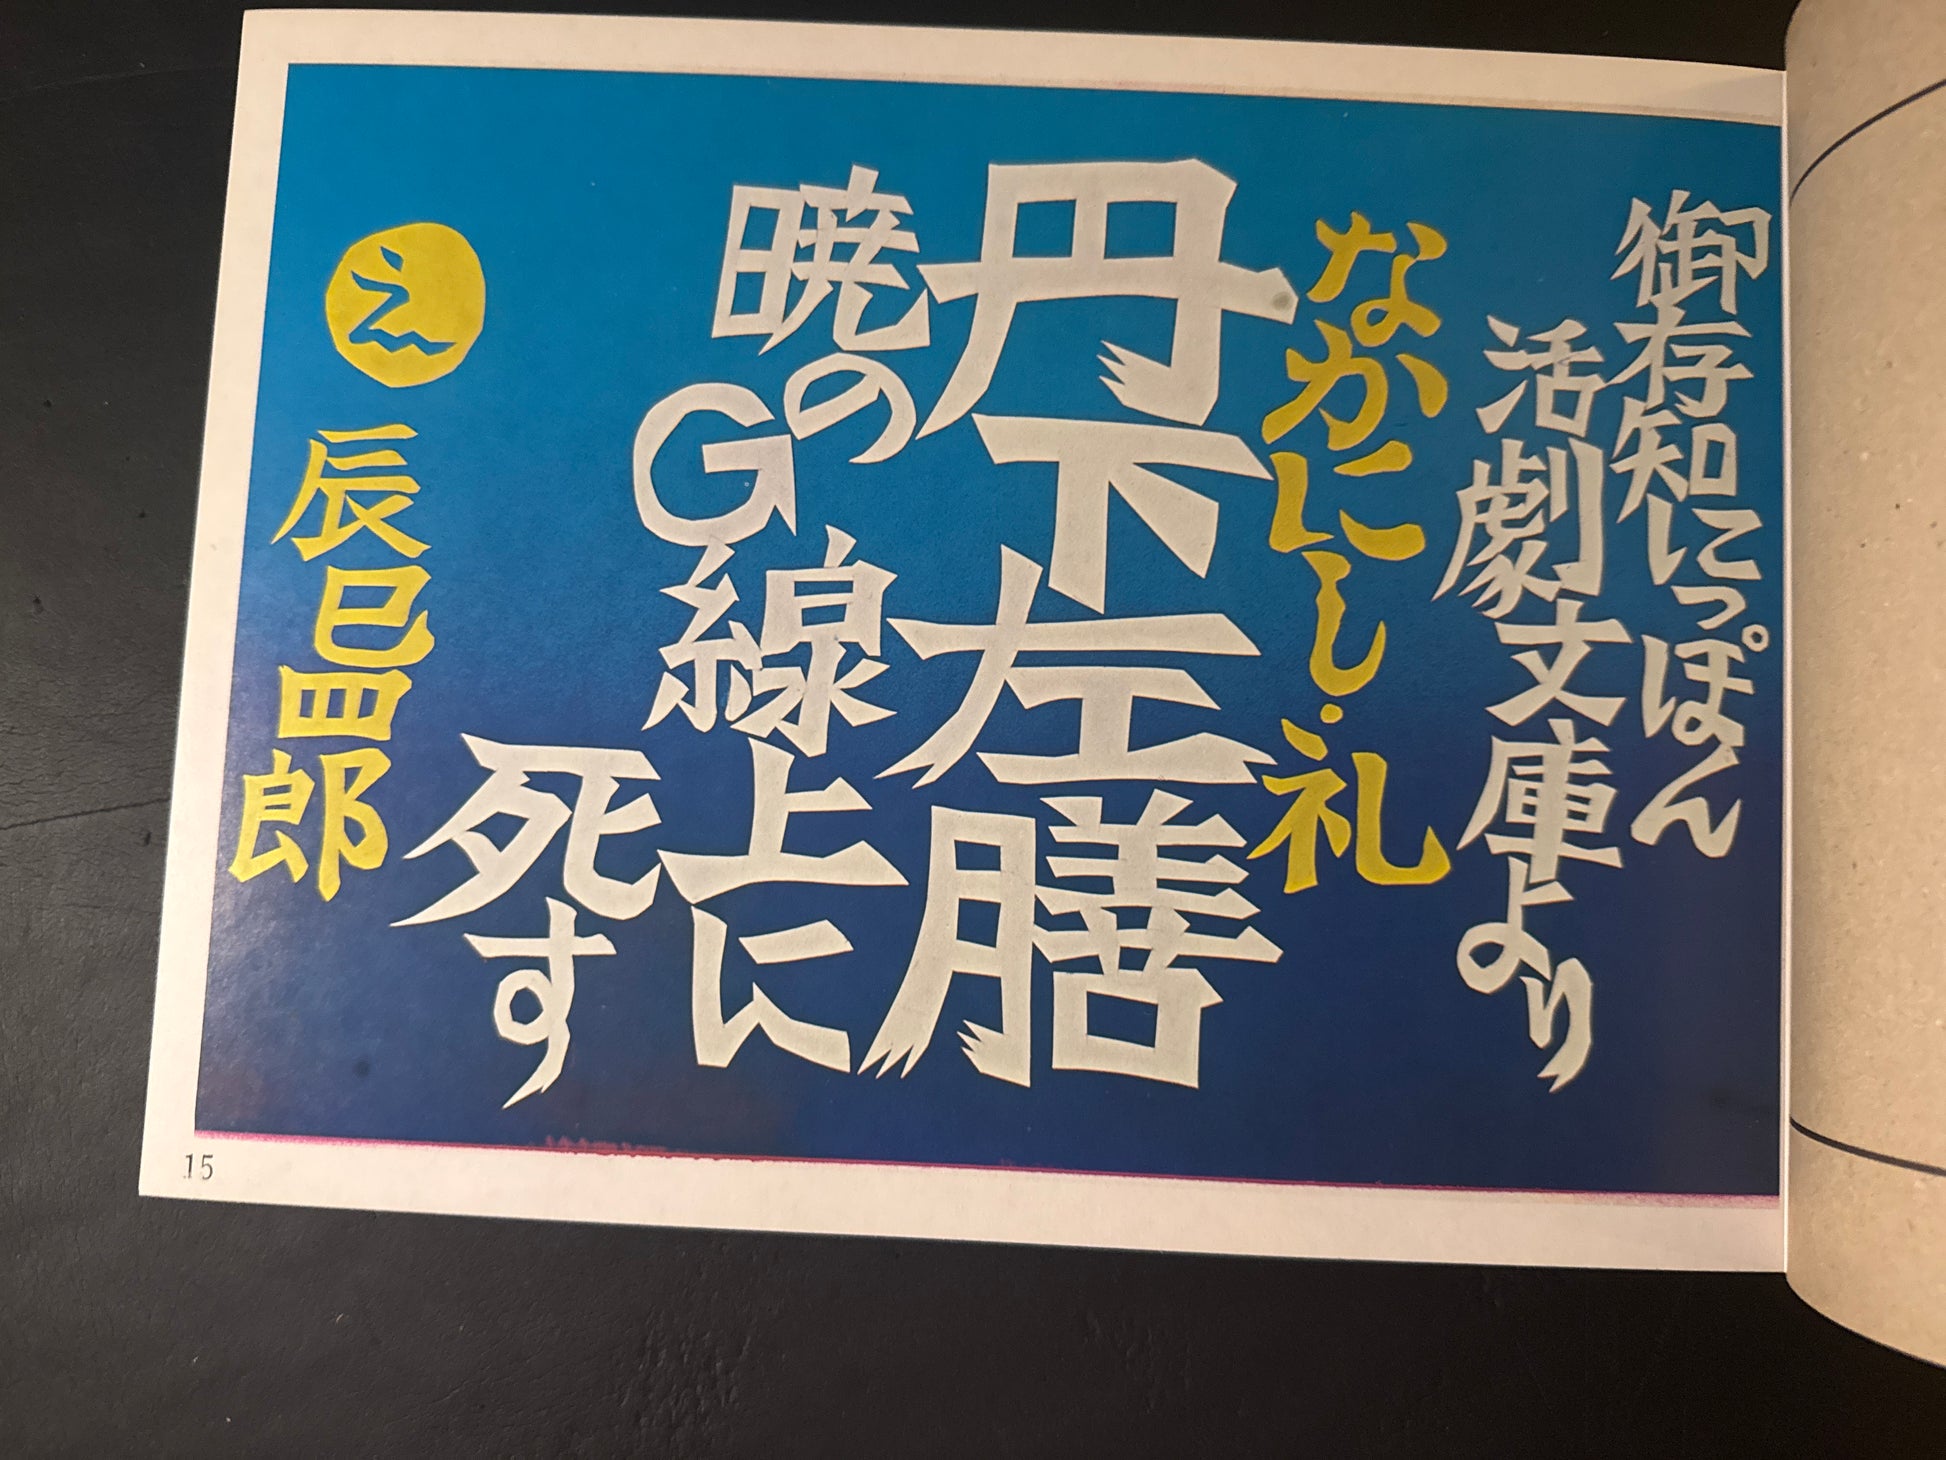 御存知にっぽん
活劇文庫より
なかにし・礼
丹下左膳
暁の
G線上に
死す
え
辰巳四郎
15